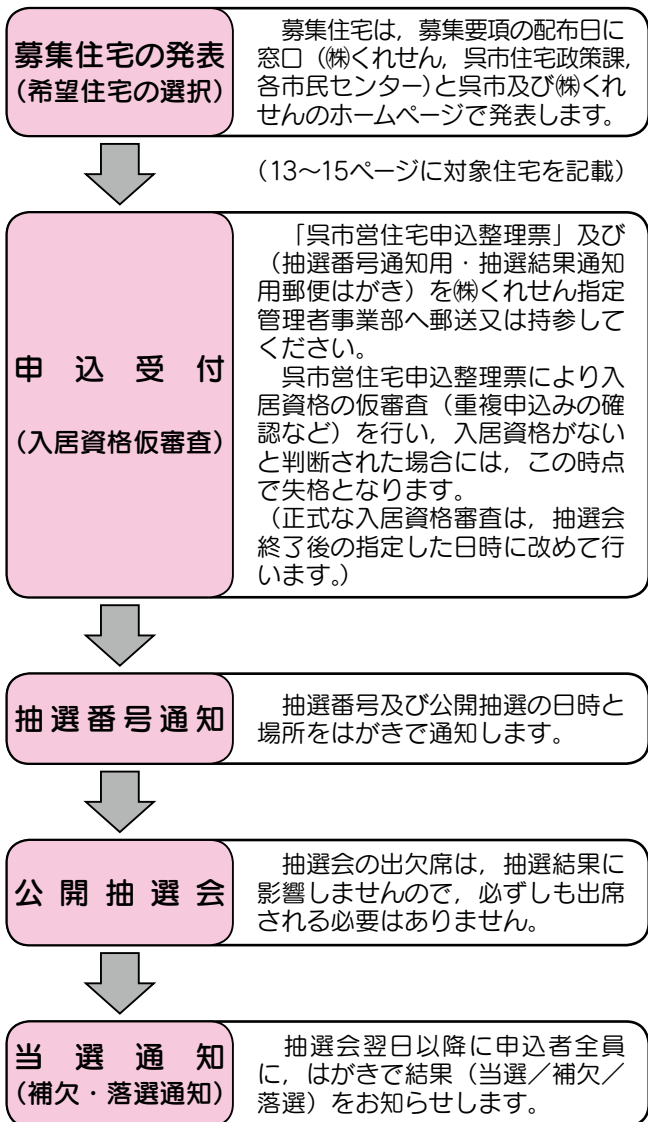 募集住宅の発表
(希望住宅の選択)
募集住宅は，募集要項の配布日に
窓口（㈱くれせん，呉市住宅政策課，
各市民センター）と呉市及び㈱くれ
せんのホームページで発表します。
（13〜15ページに対象住宅を記載）
申込受付
(入居資格仮審査)
「呉市営住宅申込整理票」及び
（抽選番号通知用・抽選結果通知
用郵便はがき）を㈱くれせん指定
管理者事業部へ郵送又は持参して
ください。
呉市営住宅申込整理票により入
居資格の仮審査（重複申込みの確
認など）を行い，入居資格がない
と判断された場合には，この時点
で失格となります。
（正式な入居資格審査は，抽選会
終了後の指定した日時に改めて行
います。）
抽選番号通知
抽選番号及び公開抽選の日時と
場所をはがきで通知します。
公開抽選会
抽選会の出欠席は，抽選結果に
影響しませんので，必ずしも出席
される必要はありません。
当選通知
(補欠・落選通知)
抽選会翌日以降に申込者全員
に，はがきで結果（当選／補欠／
落選）をお知らせします。